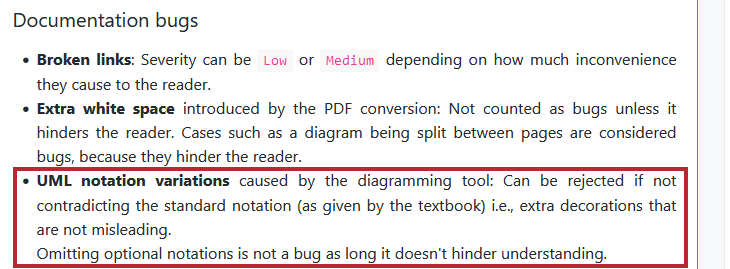 Documentation bugs
• Broken links: Severity can be Low or Medium depending on how much inconvenience
they cause to the reader.
• Extra white space introduced by the PDF conversion: Not counted as bugs unless it
hinders the reader. Cases such as a diagram being split between pages are considered
bugs, because they hinder the reader.
• UML notation variations caused by the diagramming tool: Can be rejected if not
contradicting the standard notation (as given by the textbook) i.e., extra decorations that
are not misleading.
Omitting optional notations is not a bug as long it doesn't hinder understanding.